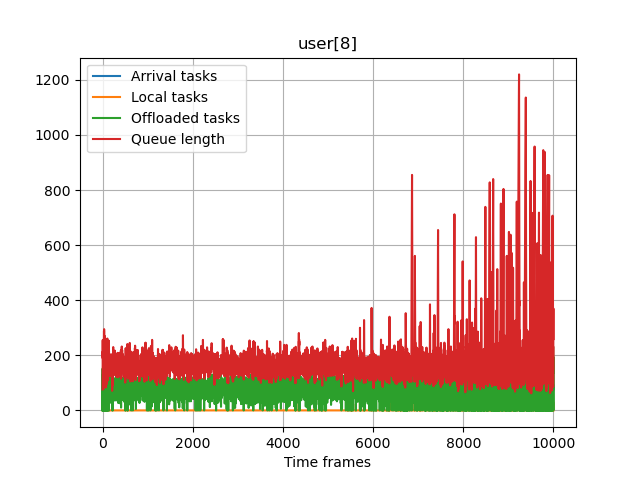 user[8]
Arrival tasks
Local tasks
Offloaded tasks
Queue length
1200
1000
800
600
400
200
0
0 2000 4000 6000 8000 10000
Time frames